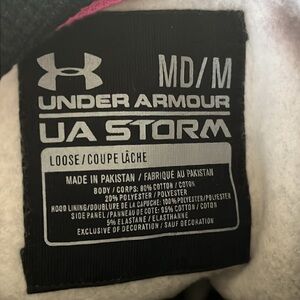 MD/M
UNDER ARMOUR
UA STORM
LOOSE/COUPE LÂCHE
MADE IN PAKISTAN / FABRIQUÉ AU PAKISTAN
BODY / CORPS: 80% COTTON / COTON
20% POLYESTER / POLYESTER
HOOD LINING/DOUBLURE DE LA CAPUCHE: 100% POLYESTER/POLYESTER
SIDE PANEL/PANNEAU DE COTE: 95% COTTON / COTON
5% ELASTANE / ELASTHANNE
EXCLUSIVE OF DECORATION / SAUF DÉCORATION